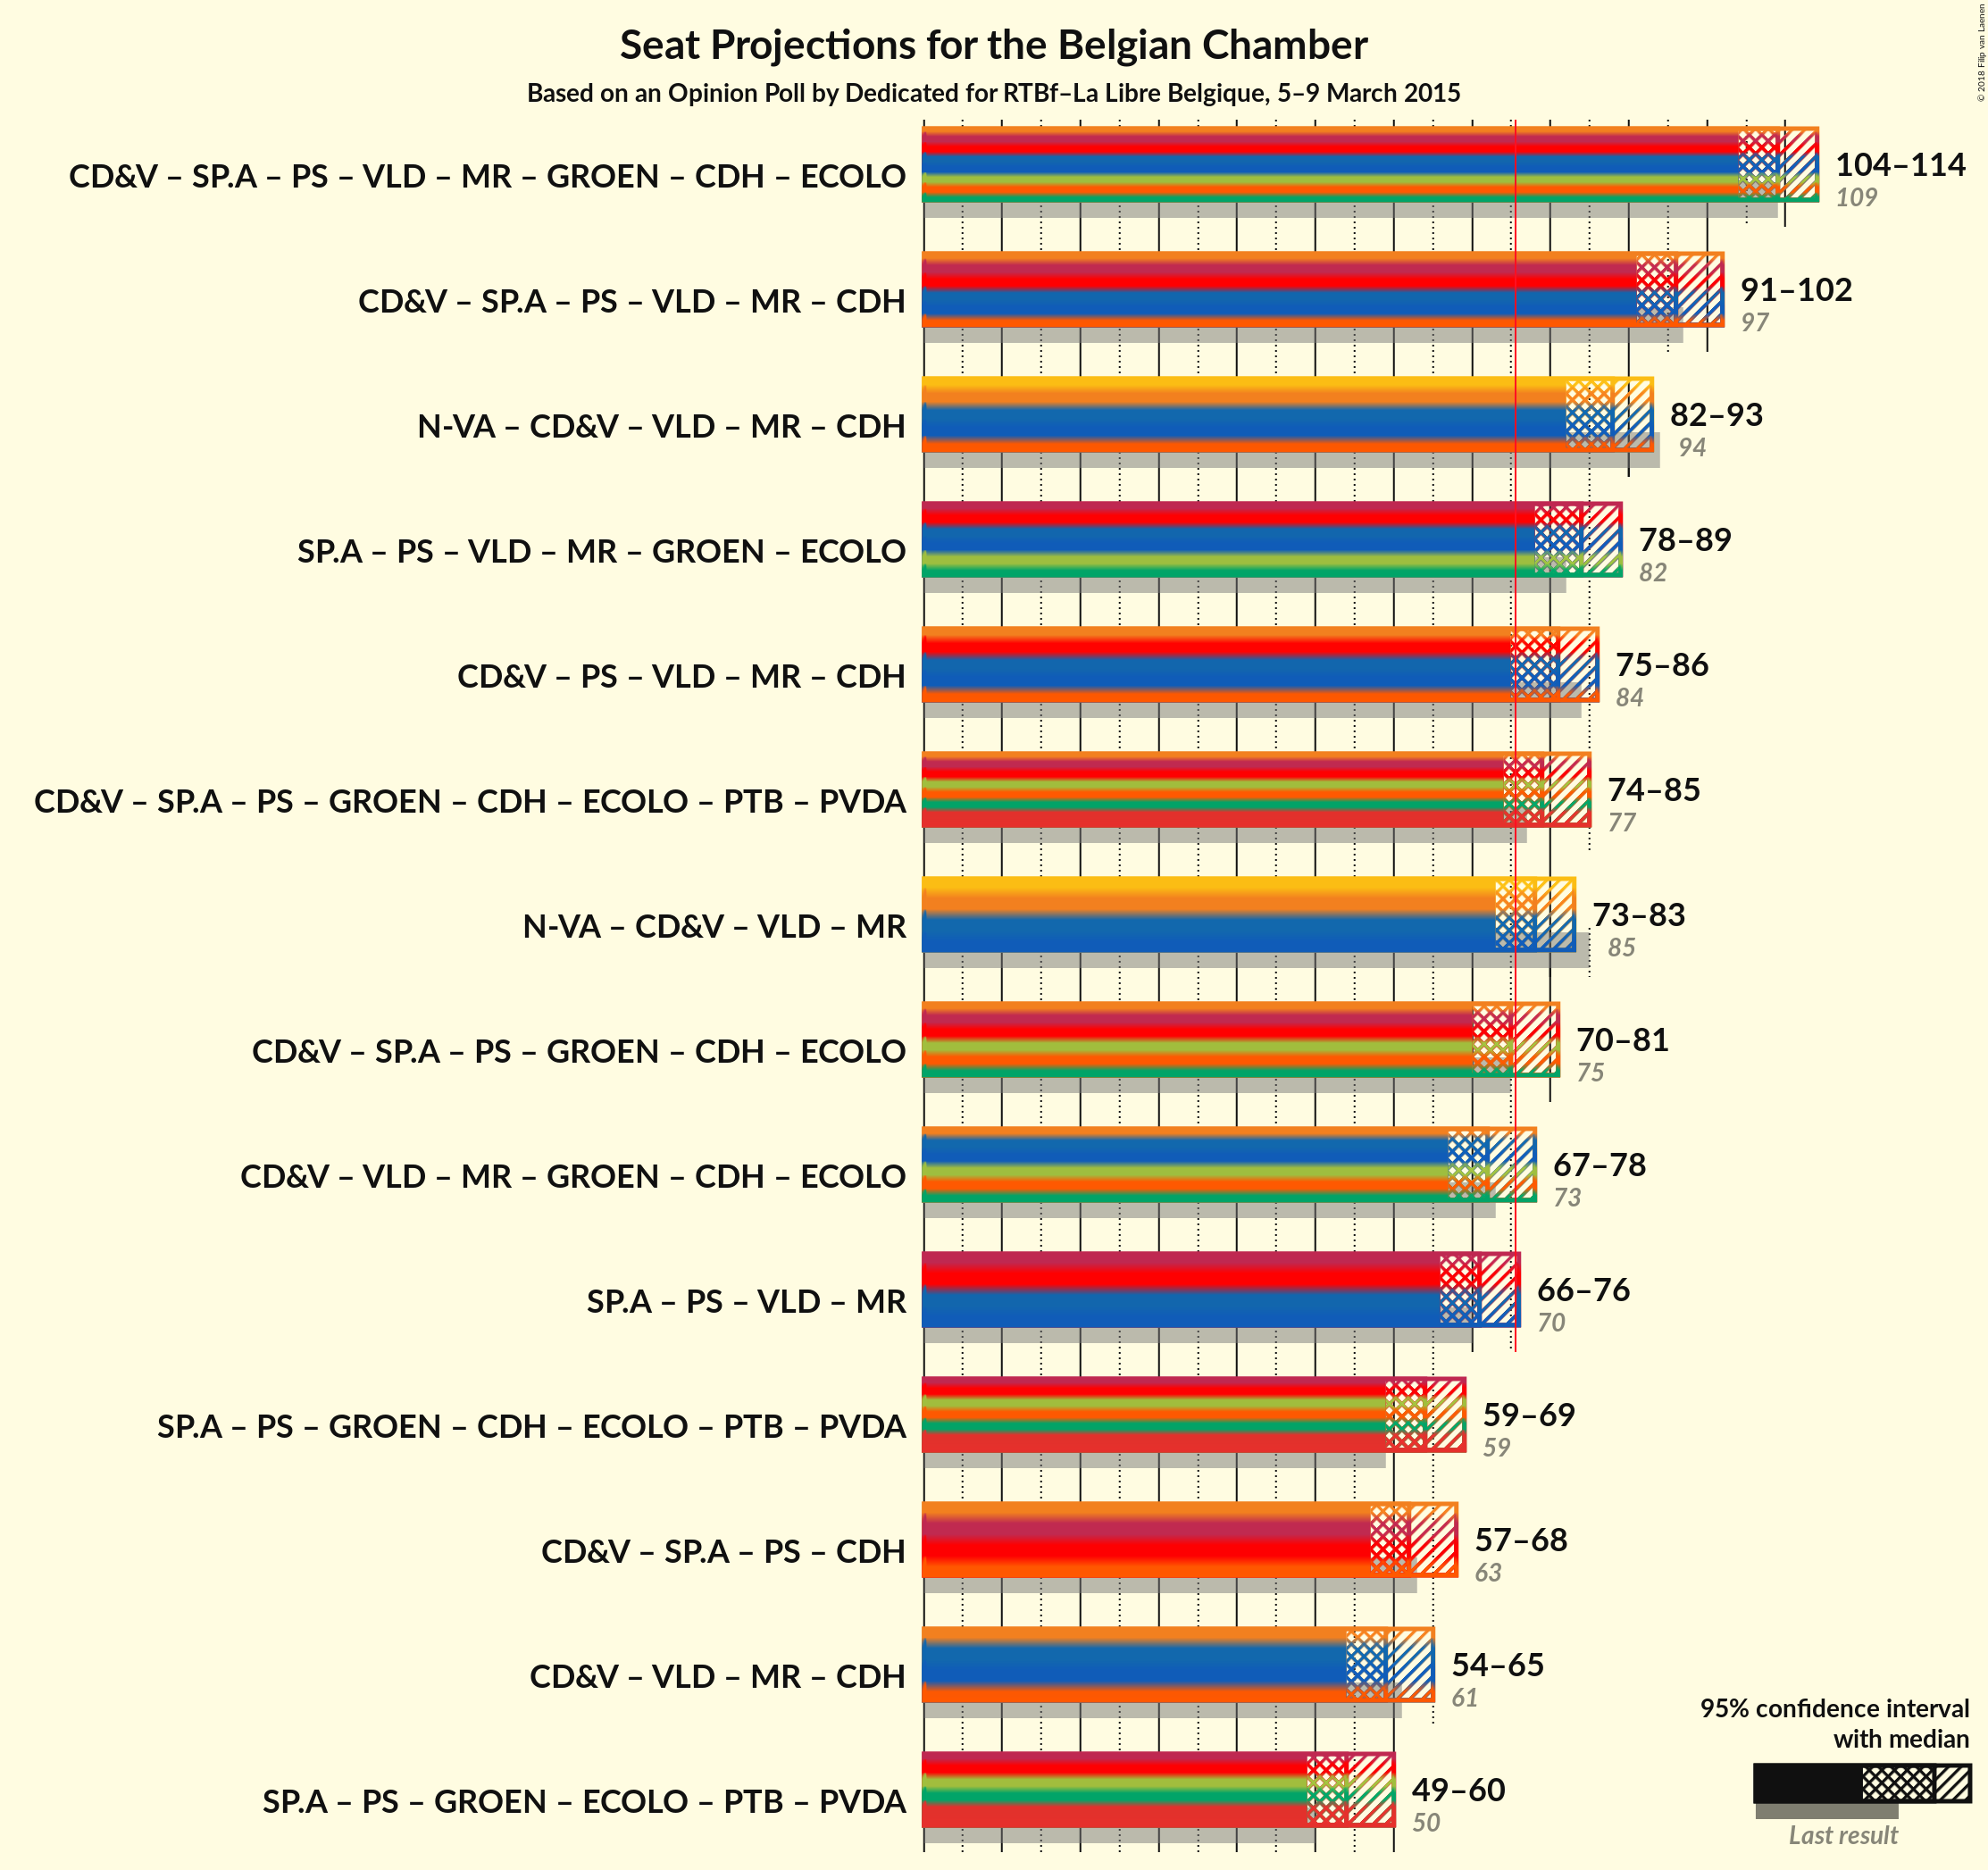 Seat Projections for the Belgian Chamber
Based on an Opinion Poll by Dedicated for RTBf–La Libre Belgique, 5–9 March 2015
© 2018 Filip van Laenen
CD&V – SP.A – PS – VLD – MR – GROEN – CDH – ECOLO
104–114
109
CD&V – SP.A – PS – VLD – MR – CDH
91–102
97
N-VA – CD&V – VLD – MR – CDH
82–93
94
SP.A – PS – VLD – MR – GROEN – ECOLO
78–89
82
CD&V – PS – VLD – MR – CDH
75–86
84
CD&V – SP.A – PS – GROEN – CDH – ECOLO – PTB – PVDA
74–85
77
N-VA – CD&V – VLD – MR
73–83
85
CD&V – SP.A – PS – GROEN – CDH – ECOLO
70–81
75
CD&V – VLD – MR – GROEN – CDH – ECOLO
67–78
73
SP.A – PS – VLD – MR
66–76
70
SP.A – PS – GROEN – CDH – ECOLO – PTB – PVDA
59–69
59
CD&V – SP.A – PS – CDH
57–68
63
CD&V – VLD – MR – CDH
54–65
61
SP.A – PS – GROEN – ECOLO – PTB – PVDA
49–60
50
95% confidence interval
with median
Last result